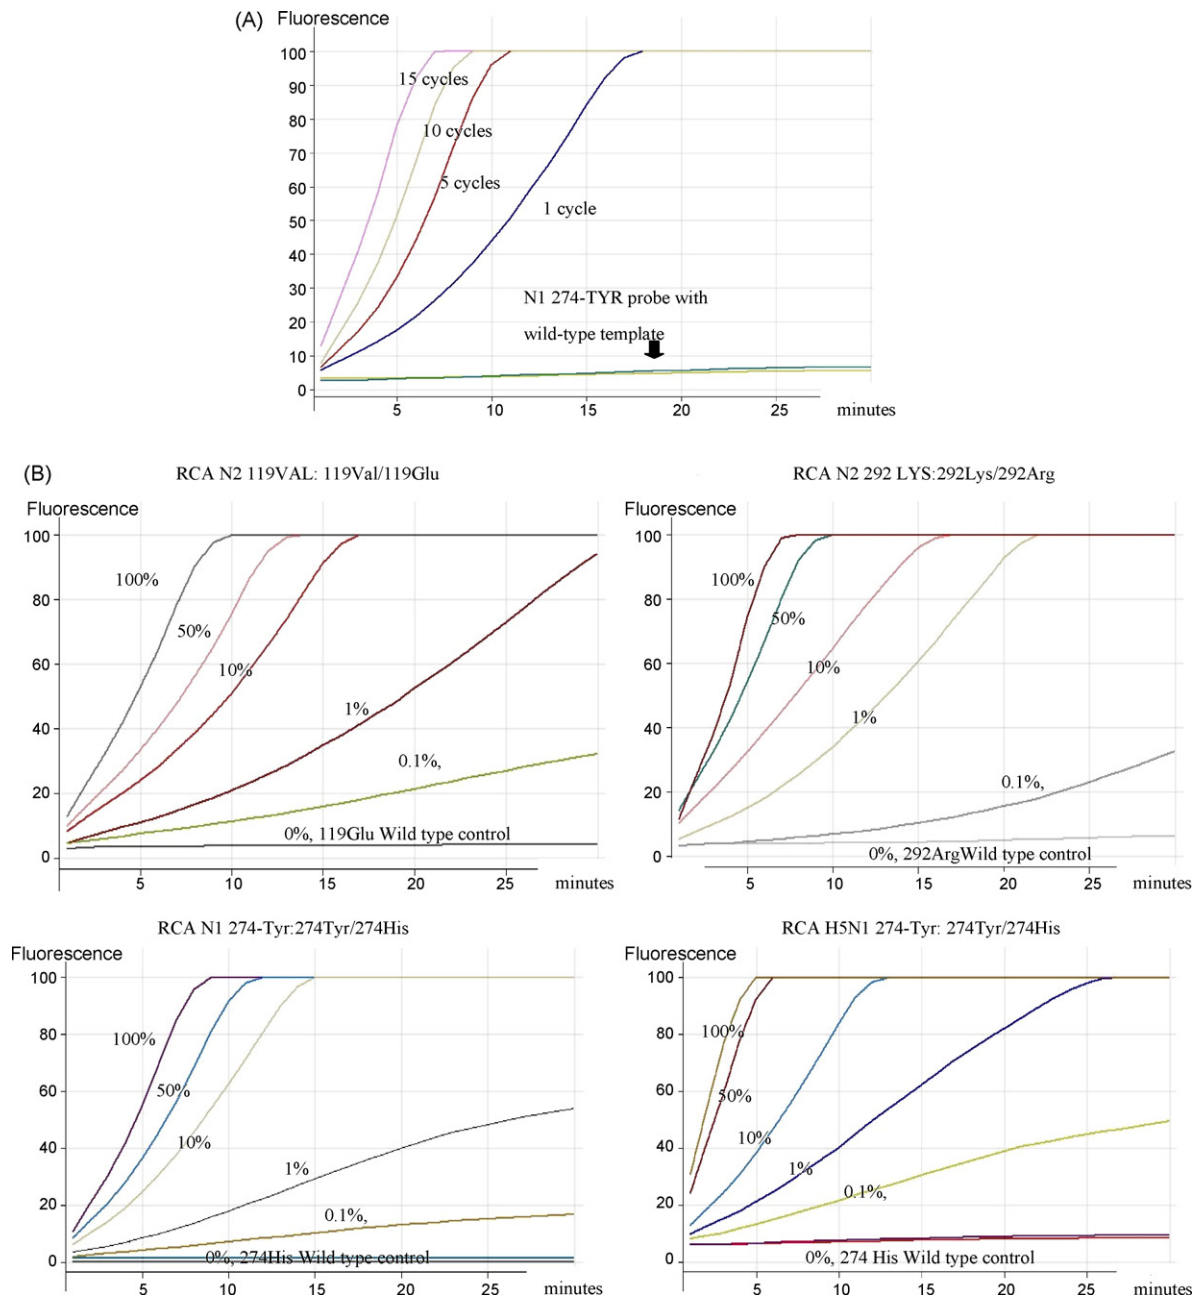 (A) Fluorescence
100
90
80
70
60
50
40
30
20
10
0
15 cycles
10 cycles
5 cycles
1 cycle
N1 274-TYR probe with
wild-type template
5 10 15 20 25 minutes
(B)
RCA N2 119VAL: 119Val/119Glu
Fluorescence
100
80
60
40
20
0
100%
50%
10%
1%
0.1%,
0%, 119Glu Wild type control
5 10 15 20 25 minutes
RCA N2 292 LYS:292Lys/292Arg
Fluorescence
100
80
60
40
20
0
100%
50%
10%
1%
0.1%,
0%, 292ArgWild type control
5 10 15 20 25 minutes
RCA N1 274-Tyr:274Tyr/274His
Fluorescence
100
80
60
40
20
0
100%
50%
10%
1%
0.1%,
0%, 274His Wild type control
5 10 15 20 25 minutes
RCA H5N1 274-Tyr: 274Tyr/274His
Fluorescence
100
80
60
40
20
0
100%
50%
10%
1%
0.1%,
0%, 274 His Wild type control
5 10 15 20 25 minutes